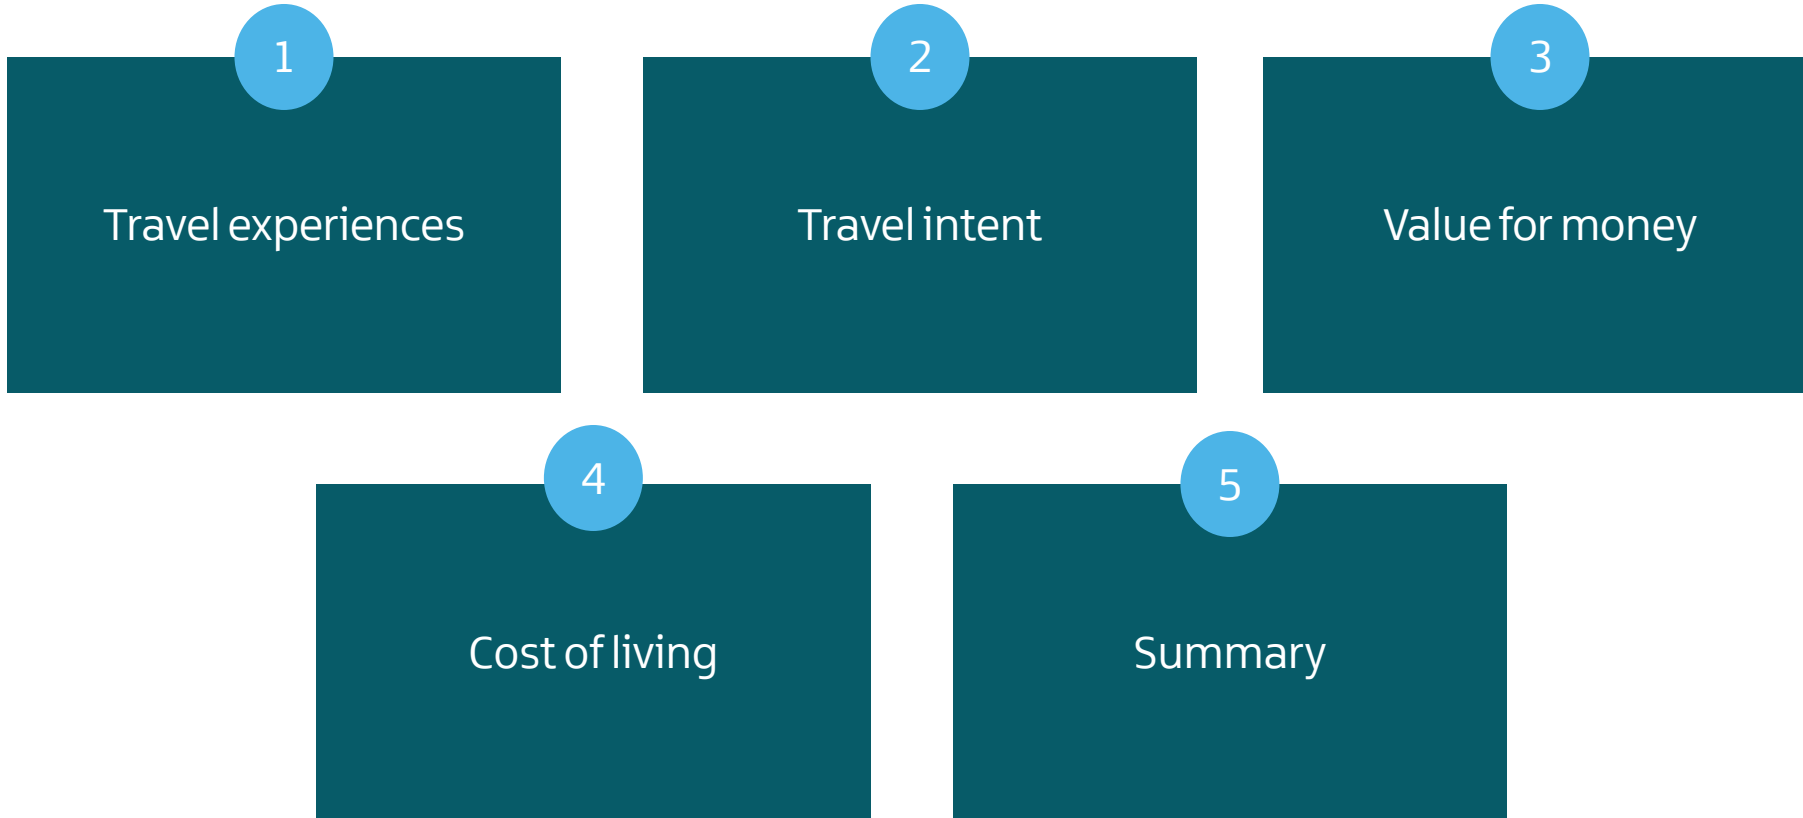 1
Travel experiences
2
Travel intent
3
Value for money
4
Cost of living
5
Summary